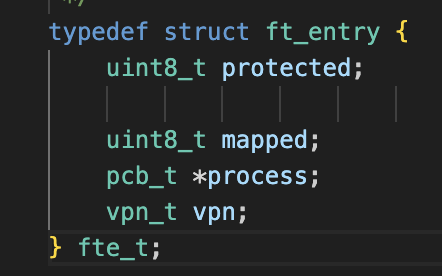 */
typedef struct ft_entry {
    uint8_t protected;

    uint8_t mapped;
    pcb_t *process;
    vpn_t vpn;
} fte_t;